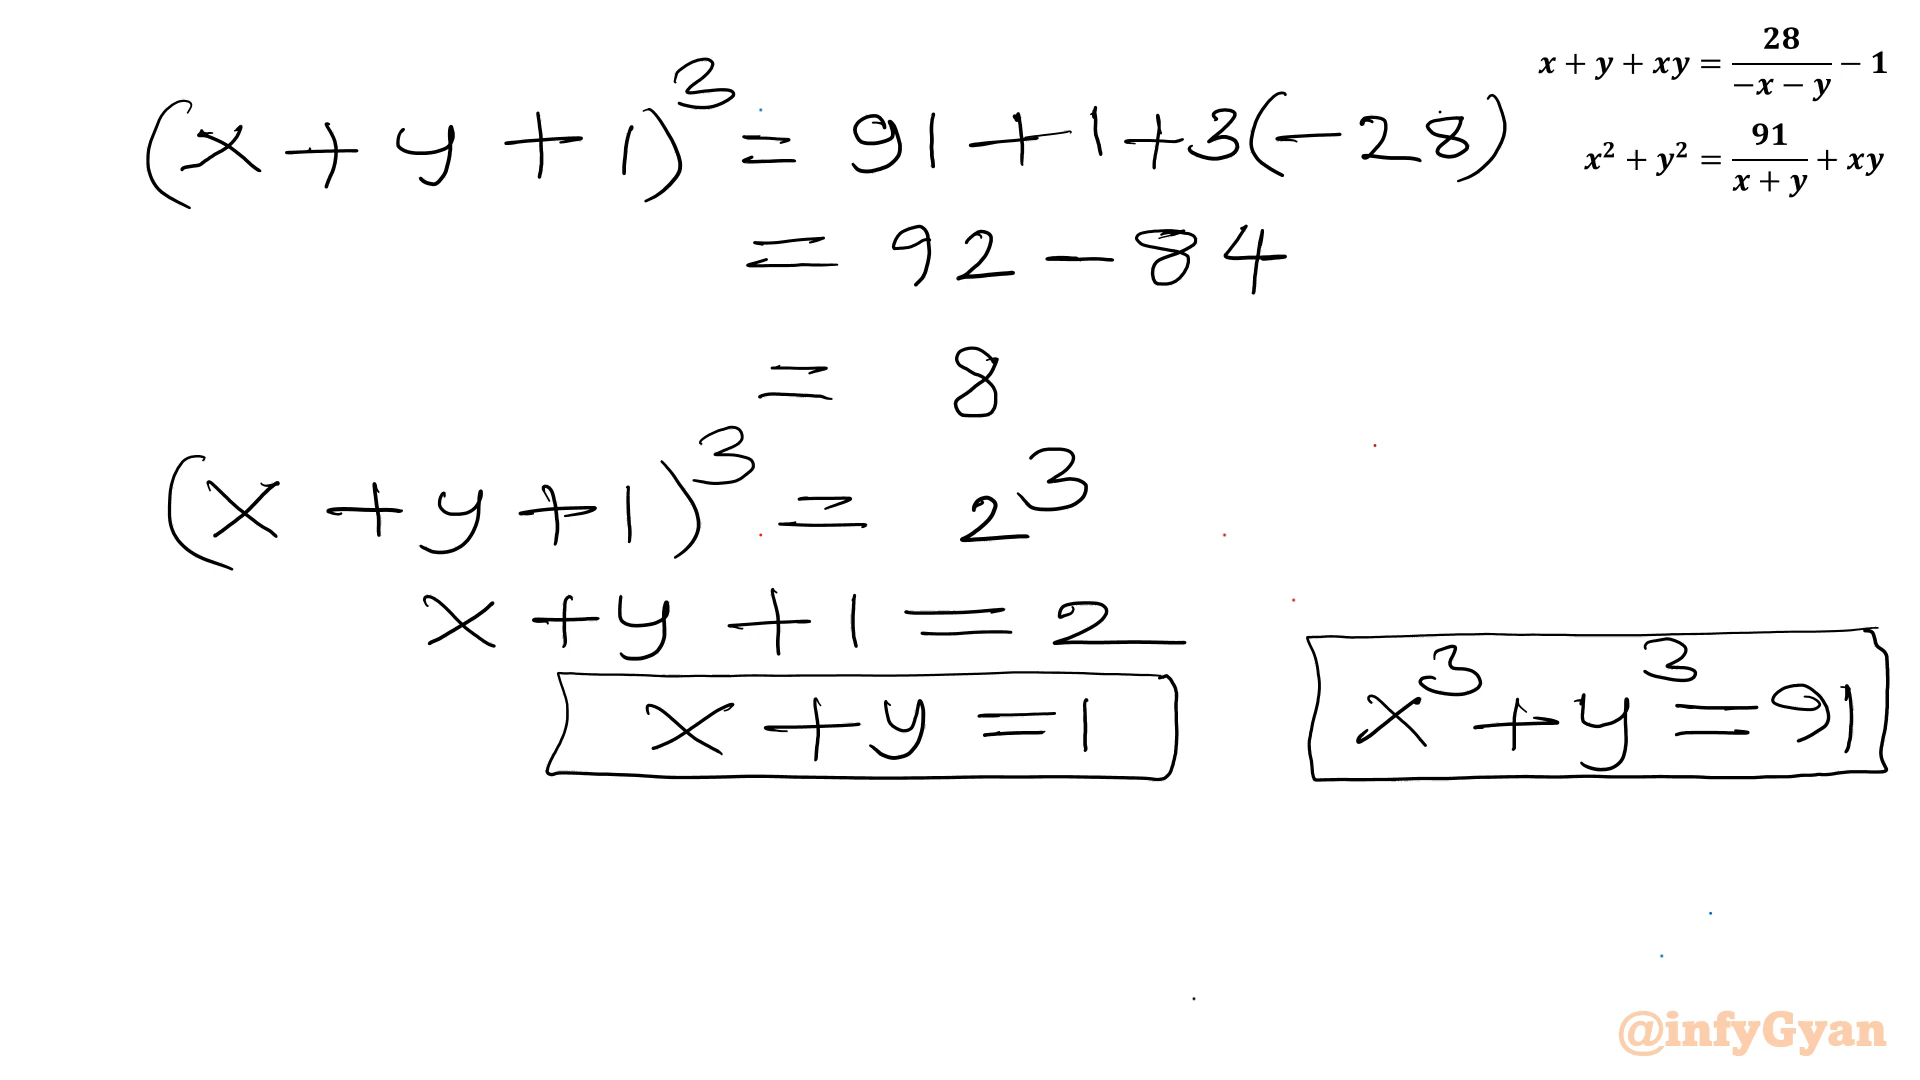 x + y + xy = 28/(−x − y) − 1
x² + y² = 91/(x + y) + xy
(x + y + 1)³ = 91 + 1 + 3(−28)
= 92 − 84
= 8
(x + y + 1)³ = 2³
x + y + 1 = 2
x + y = 1
x³ + y³ = 91
@infyGyan